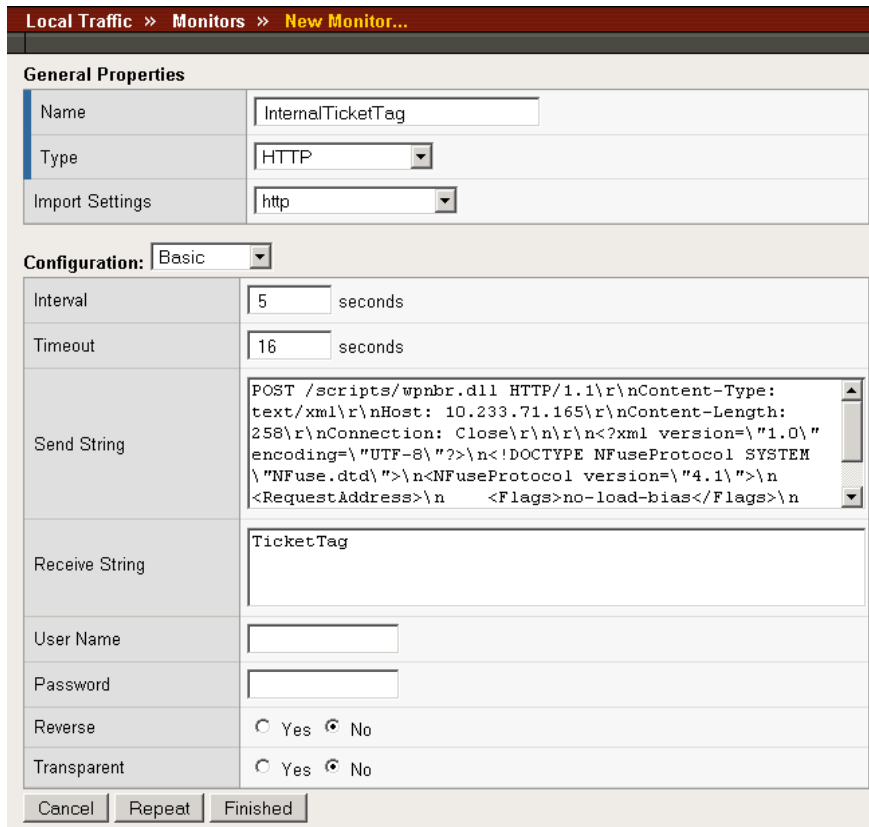 Local Traffic » Monitors » New Monitor...
General Properties
Name InternalTicketTag
Type HTTP
Import Settings http
Configuration: Basic
Interval 5 seconds
Timeout 16 seconds
Send String
POST /scripts/wpnbr.dll HTTP/1.1\r\nContent-Type:
text/xml\r\nHost: 10.233.71.165\r\nContent-Length:
258\r\nConnection: Close\r\n\r\n<?xml version=\"1.0\"
encoding=\"UTF-8\"?>\n<!DOCTYPE NFuseProtocol SYSTEM
\"NFuse.dtd\">\n<NFuseProtocol version=\"4.1\">\n
<RequestAddress>\n    <Flags>no-load-bias</Flags>\n
Receive String TicketTag
User Name
Password
Reverse Yes No
Transparent Yes No
Cancel Repeat Finished